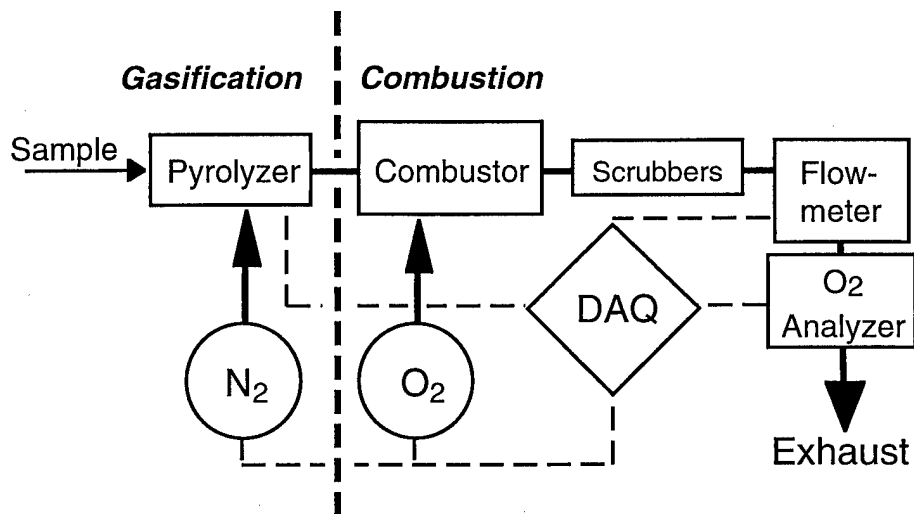 Gasification
Combustion
Sample
Pyrolyzer
Combustor
Scrubbers
Flow-
meter
O2
Analyzer
DAQ
N2
O2
Exhaust